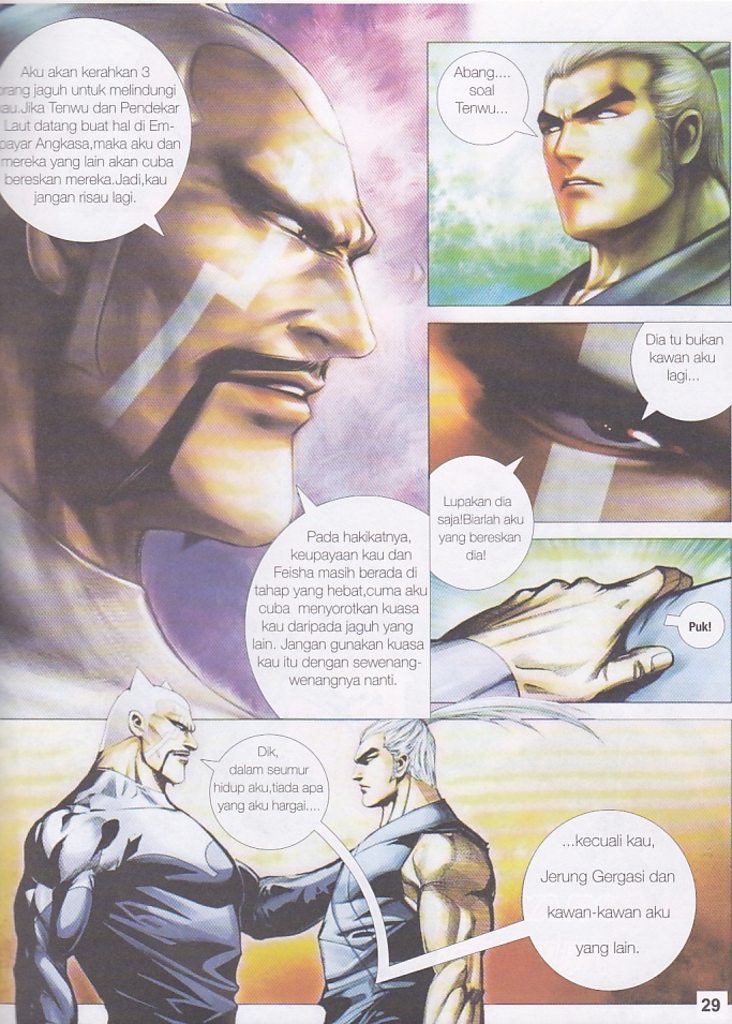 Aku akan kerahkan 3
orang jaguh untuk melindungi
kau.Jika Tenwu dan Pendekar
Laut datang buat hal di Em-
payar Angkasa,maka aku dan
mereka yang lain akan cuba
bereskan mereka.Jadi,kau
jangan risau lagi.
Pada hakikatnya,
keupayaan kau dan
Feisha masih berada di
tahap yang hebat,cuma aku
cuba menyorotkan kuasa
kau daripada jaguh yang
lain. Jangan gunakan kuasa
kau itu dengan sewenang-
wenangnya nanti.
Abang....
soal
Tenwu...
Dia tu bukan
kawan aku
lagi...
Lupakan dia
saja!Biarlah aku
yang bereskan
dia!
Puk!
Dik,
dalam seumur
hidup aku,tiada apa
yang aku hargai....
...kecuali kau,
Jerung Gergasi dan
kawan-kawan aku
yang lain.
29